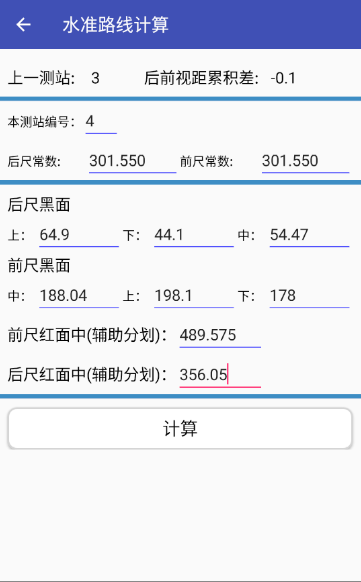 水准路线计算
上一测站: 3 后前视距累积差: -0.1
本测站编号: 4
后尺常数: 301.550 前尺常数: 301.550
后尺黑面
上: 64.9 下: 44.1 中: 54.47
前尺黑面
中: 188.04 上: 198.1 下: 178
前尺红面中(辅助分划): 489.575
后尺红面中(辅助分划): 356.05
计算